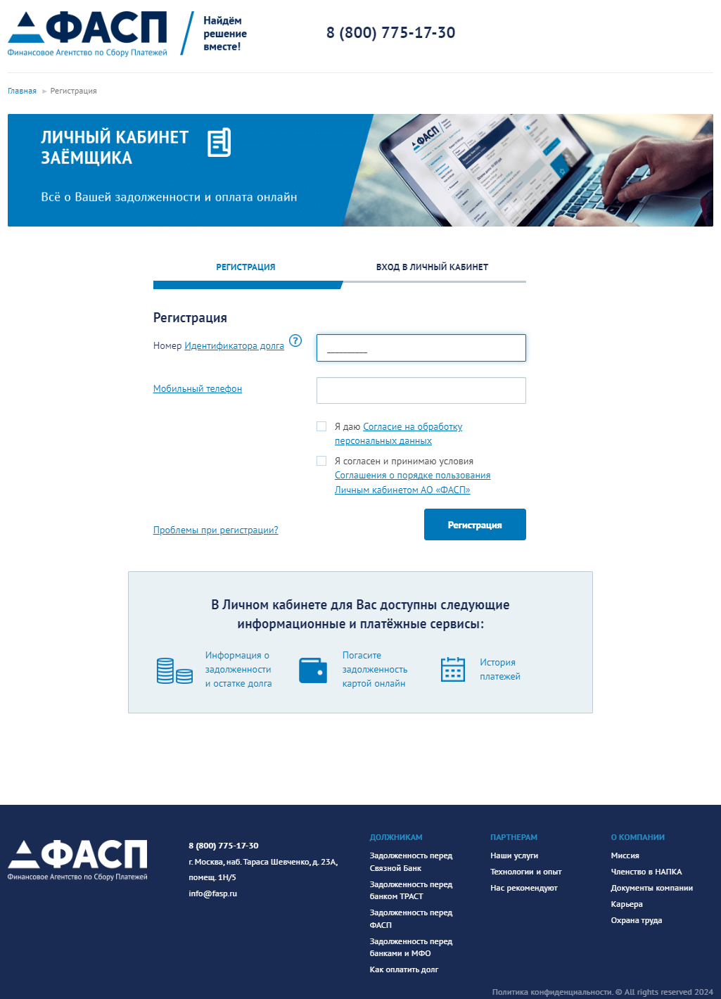 ФАСП
Финансовое Агентство по Сбору Платежей
Найдём
решение
вместе!
8 (800) 775-17-30
Главная ► Регистрация
ЛИЧНЫЙ КАБИНЕТ
ЗАЁМЩИКА
Всё о Вашей задолженности и оплата онлайн
ФАСП
РЕГИСТРАЦИЯ
ВХОД В ЛИЧНЫЙ КАБИНЕТ
Регистрация
Номер Идентификатора долга ?
__________
Мобильный телефон
Я даю Согласие на обработку
персональных данных
Я согласен и принимаю условия
Соглашения о порядке пользования
Личным кабинетом АО «ФАСП»
Проблемы при регистрации?
Регистрация
В Личном кабинете для Вас доступны следующие
информационные и платёжные сервисы:
Информация о
задолженности
и остатке долга
Погасите
задолженность
картой онлайн
История
платежей
ФАСП
Финансовое Агентство по Сбору Платежей
8 (800) 775-17-30
г. Москва, наб. Тараса Шевченко, д. 23А,
помещ. 1Н/5
info@fasp.ru
ДОЛЖНИКАМ
Задолженность перед
Связной Банк
Задолженность перед
банком ТРАСТ
Задолженность перед
ФАСП
Задолженность перед
банками и МФО
Как оплатить долг
ПАРТНЕРАМ
Наши услуги
Технологии и опыт
Нас рекомендуют
О КОМПАНИИ
Миссия
Членство в НАПКА
Документы компании
Карьера
Охрана труда
Политика конфиденциальности. © All rights reserved 2024